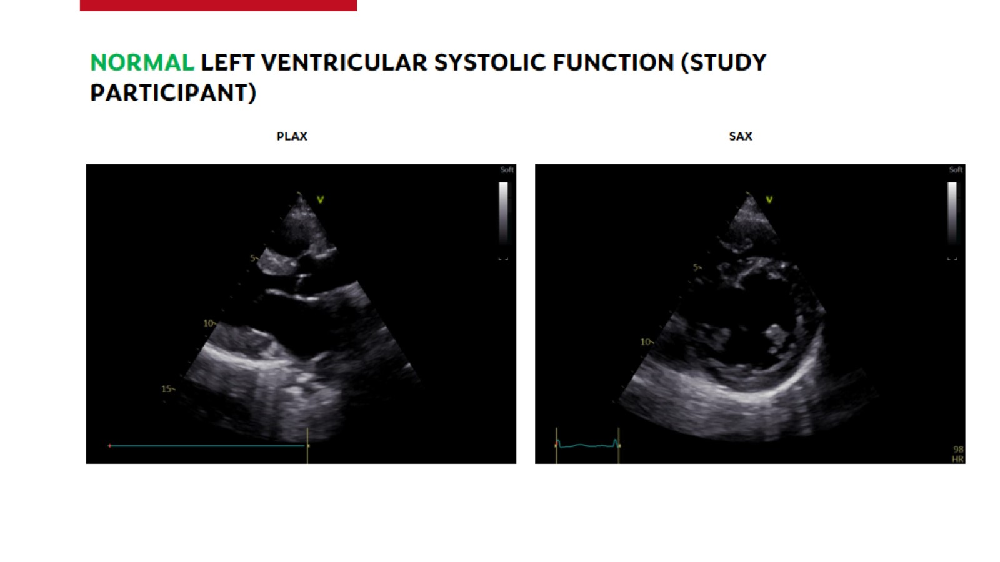 NORMAL LEFT VENTRICULAR SYSTOLIC FUNCTION (STUDY
PARTICIPANT)
PLAX
SAX
Soft
V
5
10
15
Soft
V
5
10
98
HR